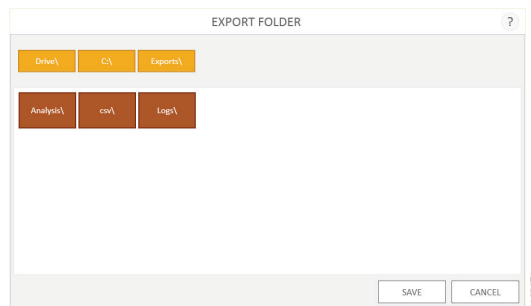 EXPORT FOLDER ?
Drive\ C:\ Exports\
Analysis\ csv\ Logs\
SAVE CANCEL